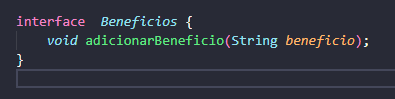 interface  Beneficios {
    void adicionarBeneficio(String beneficio);
}